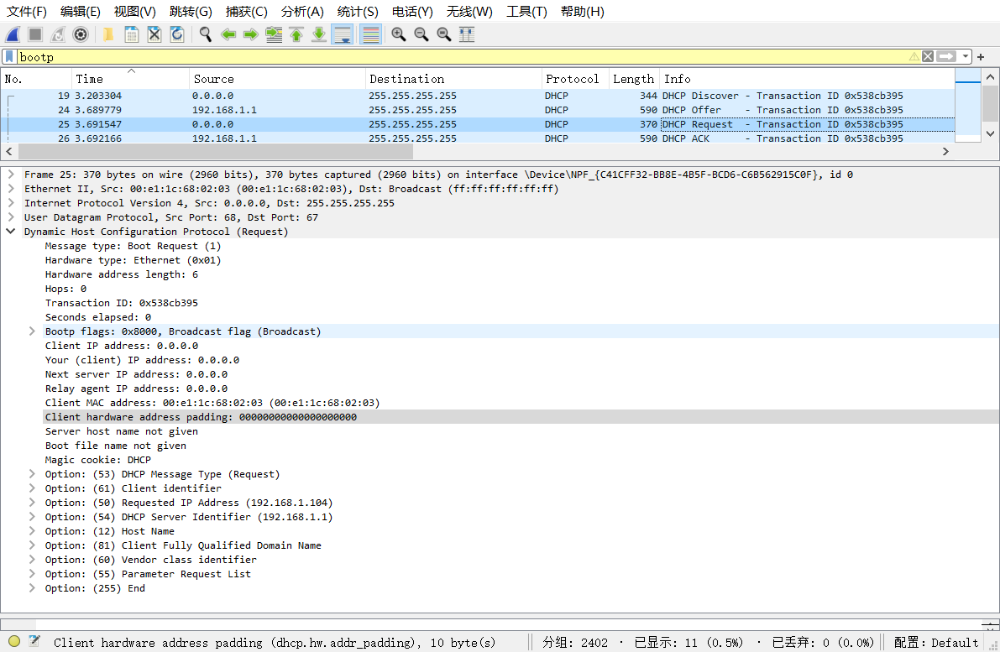 文件(F) 编辑(E) 视图(V) 跳转(G) 捕获(C) 分析(A) 统计(S) 电话(Y) 无线(W) 工具(T) 帮助(H)
bootp
No. Time Source Destination Protocol Length Info
19 3.203304 0.0.0.0 255.255.255.255 DHCP 344 DHCP Discover - Transaction ID 0x538cb395
24 3.689779 192.168.1.1 255.255.255.255 DHCP 590 DHCP Offer - Transaction ID 0x538cb395
25 3.691547 0.0.0.0 255.255.255.255 DHCP 370 DHCP Request - Transaction ID 0x538cb395
26 3.692166 192.168.1.1 255.255.255.255 DHCP 590 DHCP ACK - Transaction ID 0x538cb395
Frame 25: 370 bytes on wire (2960 bits), 370 bytes captured (2960 bits) on interface \Device\NPF_{C41CFF32-BB8E-4B5F-BCD6-C6B562915C0F}, id 0
Ethernet II, Src: 00:e1:1c:68:02:03 (00:e1:1c:68:02:03), Dst: Broadcast (ff:ff:ff:ff:ff:ff)
Internet Protocol Version 4, Src: 0.0.0.0, Dst: 255.255.255.255
User Datagram Protocol, Src Port: 68, Dst Port: 67
Dynamic Host Configuration Protocol (Request)
Message type: Boot Request (1)
Hardware type: Ethernet (0x01)
Hardware address length: 6
Hops: 0
Transaction ID: 0x538cb395
Seconds elapsed: 0
Bootp flags: 0x8000, Broadcast flag (Broadcast)
Client IP address: 0.0.0.0
Your (client) IP address: 0.0.0.0
Next server IP address: 0.0.0.0
Relay agent IP address: 0.0.0.0
Client MAC address: 00:e1:1c:68:02:03 (00:e1:1c:68:02:03)
Client hardware address padding: 00000000000000000000
Server host name not given
Boot file name not given
Magic cookie: DHCP
Option: (53) DHCP Message Type (Request)
Option: (61) Client identifier
Option: (50) Requested IP Address (192.168.1.104)
Option: (54) DHCP Server Identifier (192.168.1.1)
Option: (12) Host Name
Option: (81) Client Fully Qualified Domain Name
Option: (60) Vendor class identifier
Option: (55) Parameter Request List
Option: (255) End
Client hardware address padding (dhcp.hw.addr_padding), 10 byte(s) 分组: 2402 · 已显示: 11 (0.5%) · 已丢弃: 0 (0.0%) 配置: Default